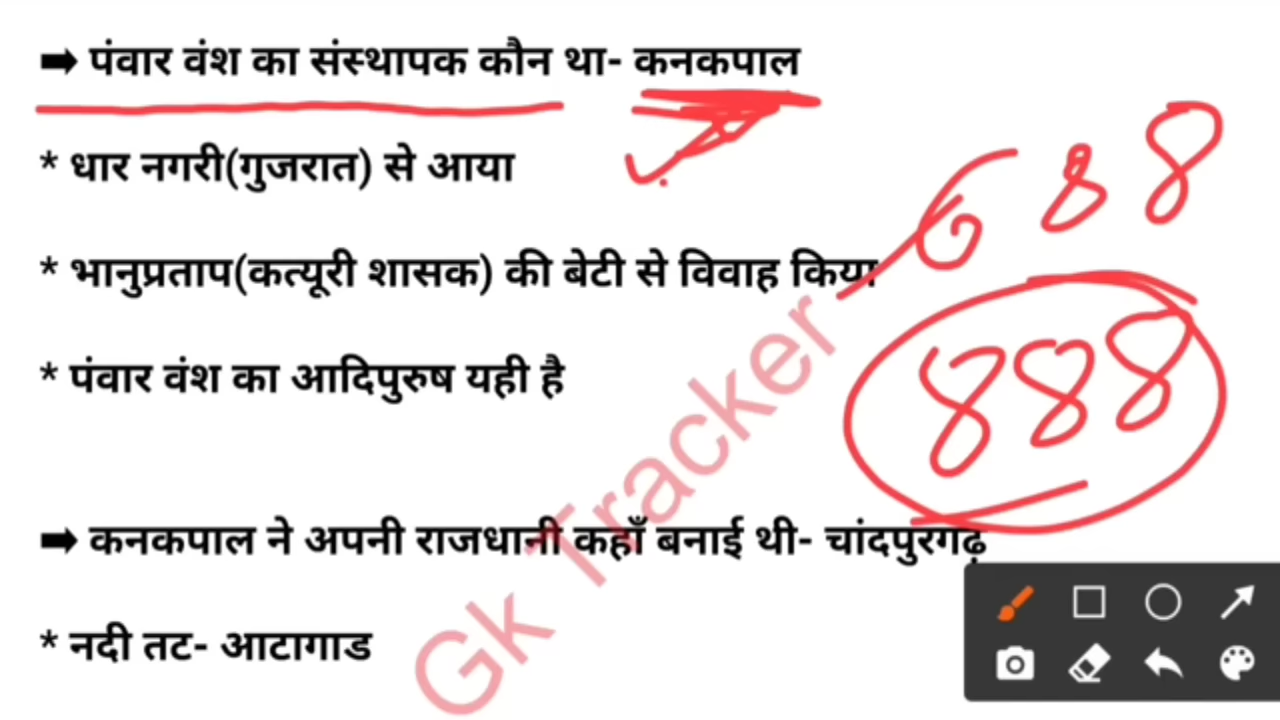 ➡ पंवार वंश का संस्थापक कौन था- कनकपाल
* धार नगरी(गुजरात) से आया
688
* भानुप्रताप(कत्यूरी शासक) की बेटी से विवाह किया
* पंवार वंश का आदिपुरुष यही है
888
➡ कनकपाल ने अपनी राजधानी कहाँ बनाई थी- चांदपुरगढ़
* नदी तट- आटागाड
Gk Tracker